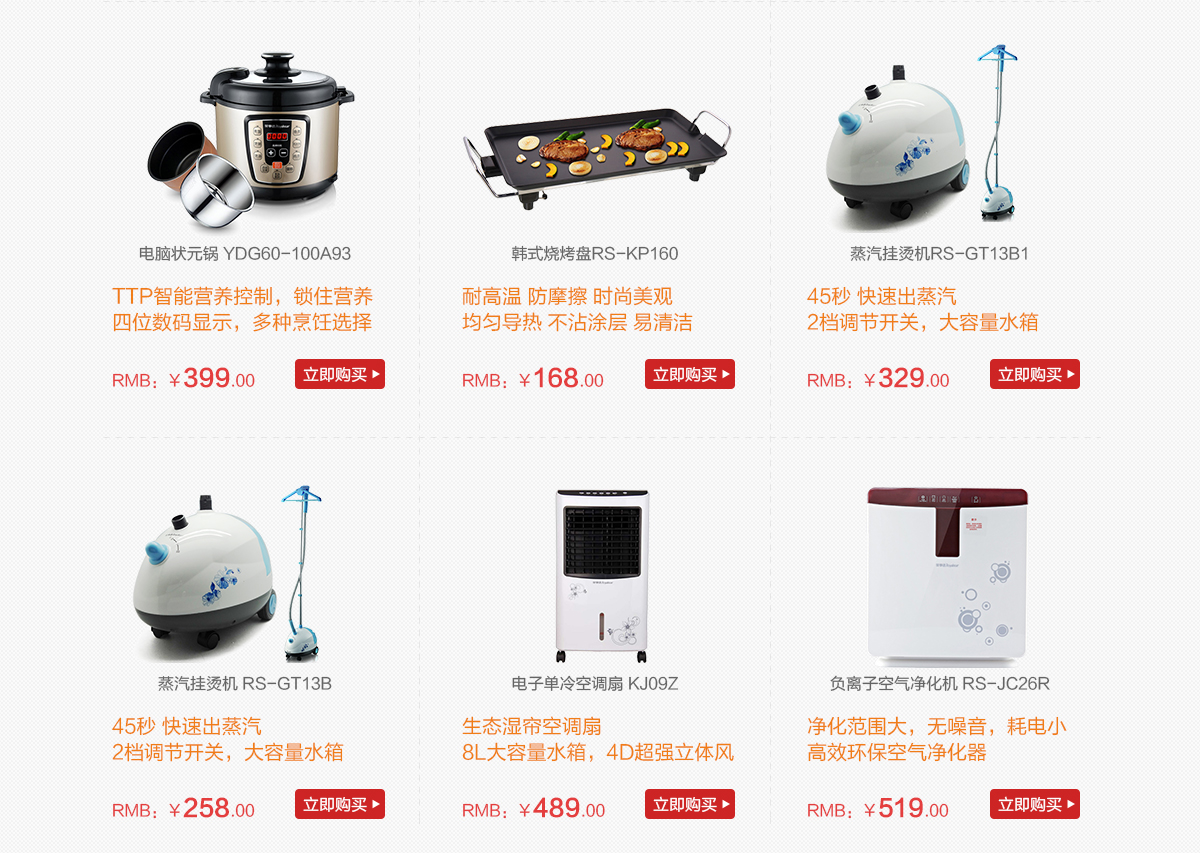 电脑状元锅 YDG60-100A93
TTP智能营养控制，锁住营养
四位数码显示，多种烹饪选择
RMB：￥399.00
立即购买
韩式烧烤盘RS-KP160
耐高温 防摩擦 时尚美观
均匀导热 不沾涂层 易清洁
RMB：￥168.00
立即购买
蒸汽挂烫机RS-GT13B1
45秒 快速出蒸汽
2档调节开关，大容量水箱
RMB：￥329.00
立即购买
蒸汽挂烫机 RS-GT13B
45秒 快速出蒸汽
2档调节开关，大容量水箱
RMB：￥258.00
立即购买
电子单冷空调扇 KJ09Z
生态湿帘空调扇
8L大容量水箱，4D超强立体风
RMB：￥489.00
立即购买
负离子空气净化机 RS-JC26R
净化范围大，无噪音，耗电小
高效环保空气净化器
RMB：￥519.00
立即购买